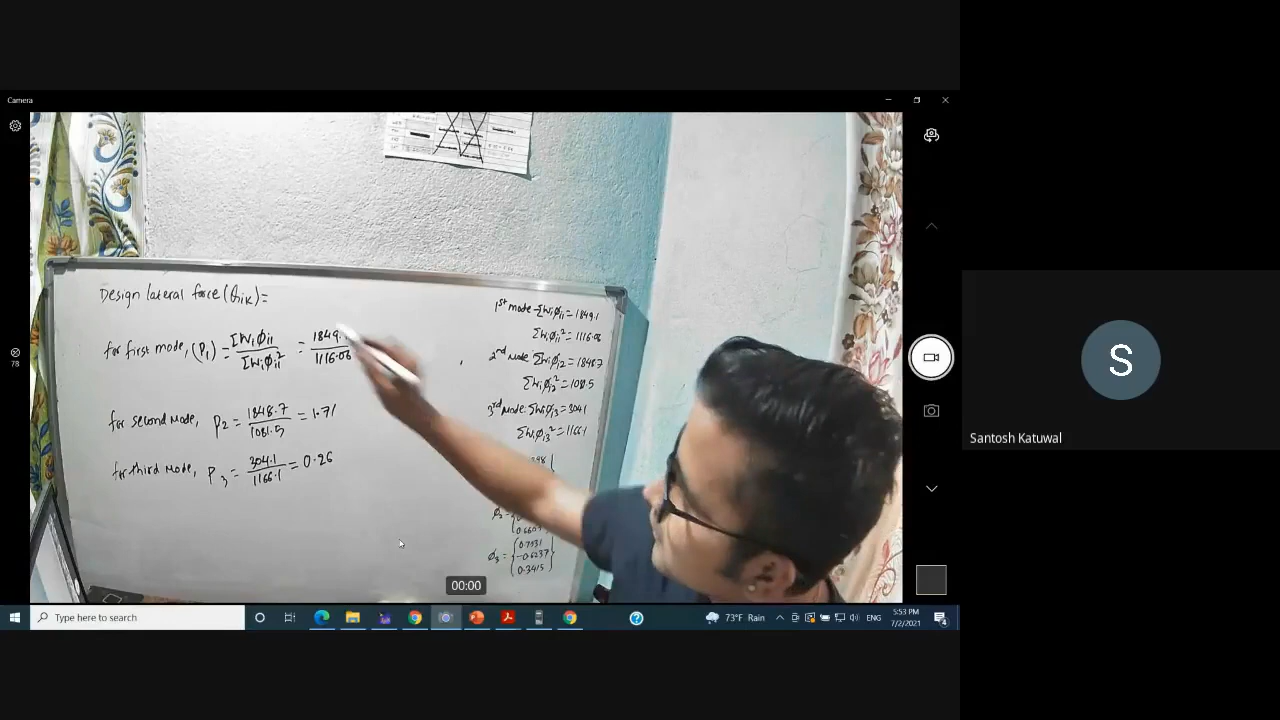 Camera
78
Design lateral force (Qik)=
for first mode, (P1) = ΣWiφi1 / ΣWiφi1² = 1849. / 1116.06
for second mode, P2 = 1848.7 / 1081.5 = 1.71
for third mode, P3 = 304.1 / 1166.1 = 0.26
1st mode - ΣWiφi1 = 1849.1
ΣWiφi1² = 1116.06
2nd Mode ΣWiφi2 = 1848.7
ΣWiφi2² =
3rd Mode: ΣWiφi3 = 304.1
ΣWiφi3² = 1166.1
φ3 = { 0.7531
-0.6237
0.3415 }
00:00
S
Santosh Katuwal
Type here to search
73°F Rain
ENG
5:53 PM
7/2/2021
4